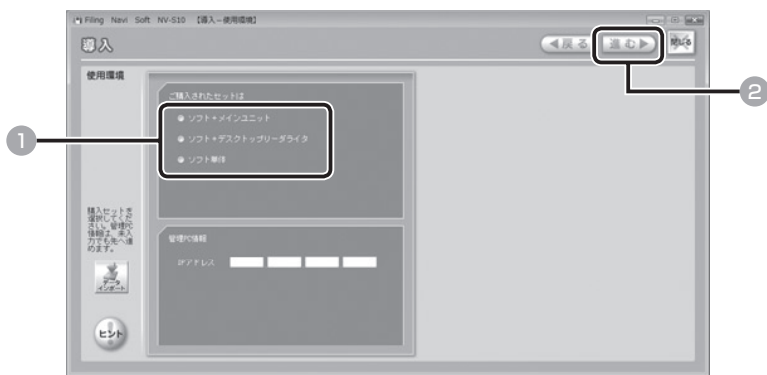 Filing Navi Soft NV-S10 【導入－使用環境】
導入
戻る
進む
閉じる
使用環境
ご購入されたセットは
ソフト+メインユニット
ソフト+デスクトップリーダライタ
ソフト単体
1
2
購入セットを
選択してくだ
さい。管理PC
情報は、未入
力でも先へ進
めます。
管理PC情報
IPアドレス
データ
インポート
ヒント